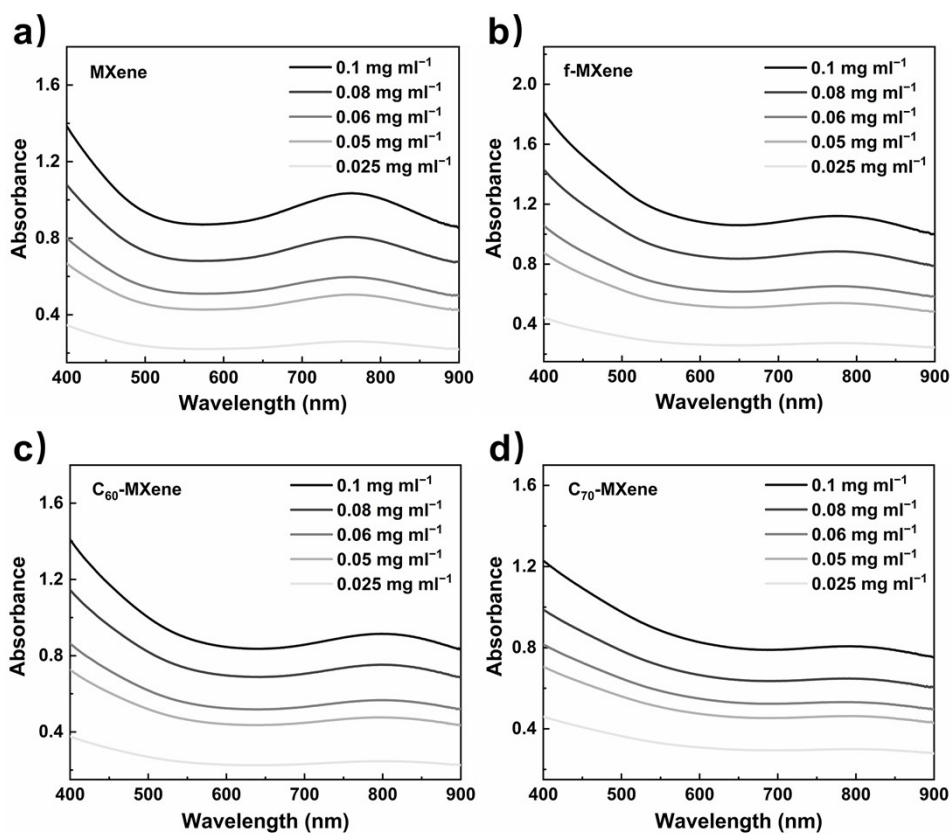 a)
MXene
0.1 mg ml⁻¹
0.08 mg ml⁻¹
0.06 mg ml⁻¹
0.05 mg ml⁻¹
0.025 mg ml⁻¹
1.6
1.2
0.8
0.4
Absorbance
400 500 600 700 800 900
Wavelength (nm)
b)
f-MXene
0.1 mg ml⁻¹
0.08 mg ml⁻¹
0.06 mg ml⁻¹
0.05 mg ml⁻¹
0.025 mg ml⁻¹
2.0
1.6
1.2
0.8
0.4
Absorbance
400 500 600 700 800 900
Wavelength (nm)
c)
C₆₀-MXene
0.1 mg ml⁻¹
0.08 mg ml⁻¹
0.06 mg ml⁻¹
0.05 mg ml⁻¹
0.025 mg ml⁻¹
1.6
1.2
0.8
0.4
Absorbance
400 500 600 700 800 900
Wavelength (nm)
d)
C₇₀-MXene
0.1 mg ml⁻¹
0.08 mg ml⁻¹
0.06 mg ml⁻¹
0.05 mg ml⁻¹
0.025 mg ml⁻¹
1.6
1.2
0.8
0.4
Absorbance
400 500 600 700 800 900
Wavelength (nm)